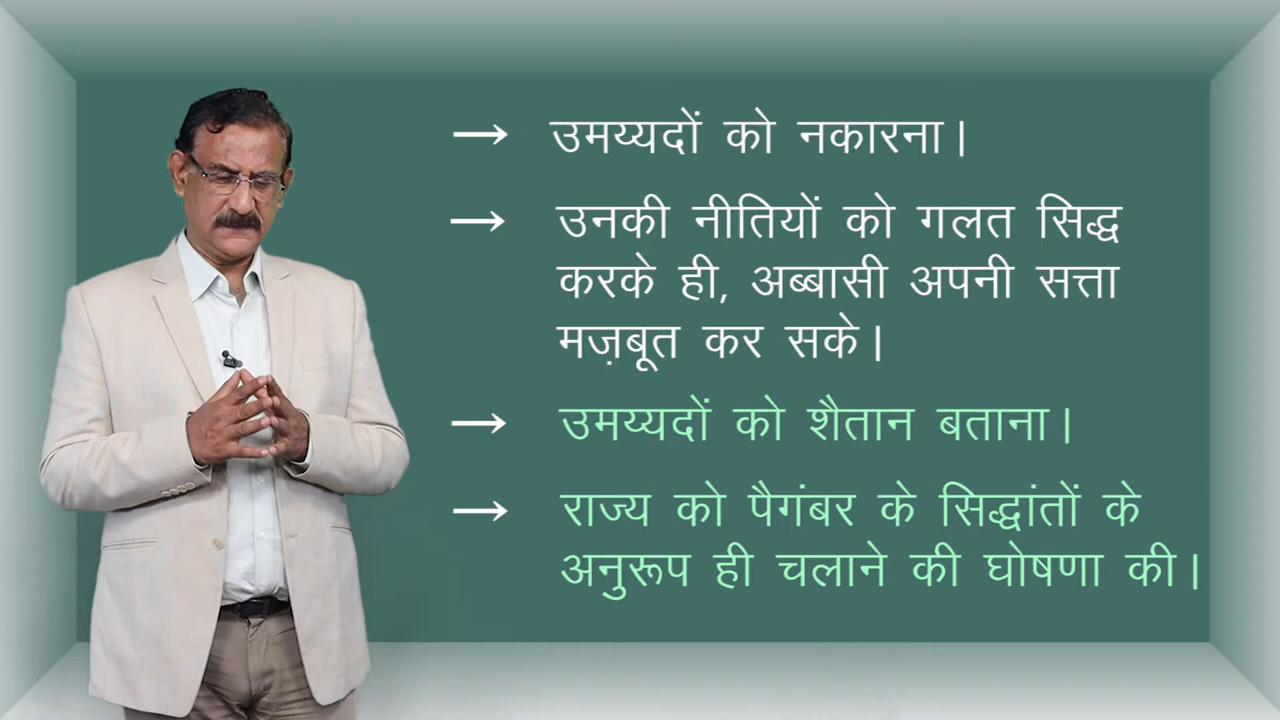 → उमय्यदों को नकारना।
→ उनकी नीतियों को गलत सिद्ध
करके ही, अब्बासी अपनी सत्ता
मज़बूत कर सके।
→ उमय्यदों को शैतान बताना।
→ राज्य को पैगंबर के सिद्धांतों के
अनुरूप ही चलाने की घोषणा की।